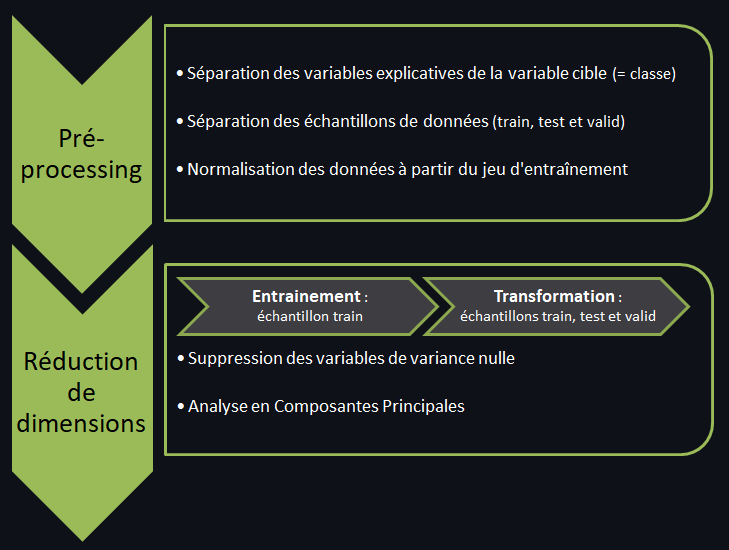 Pré-
processing
• Séparation des variables explicatives de la variable cible (= classe)
• Séparation des échantillons de données (train, test et valid)
• Normalisation des données à partir du jeu d'entraînement
Réduction
de
dimensions
Entrainement :
échantillon train
Transformation :
échantillons train, test et valid
• Suppression des variables de variance nulle
• Analyse en Composantes Principales